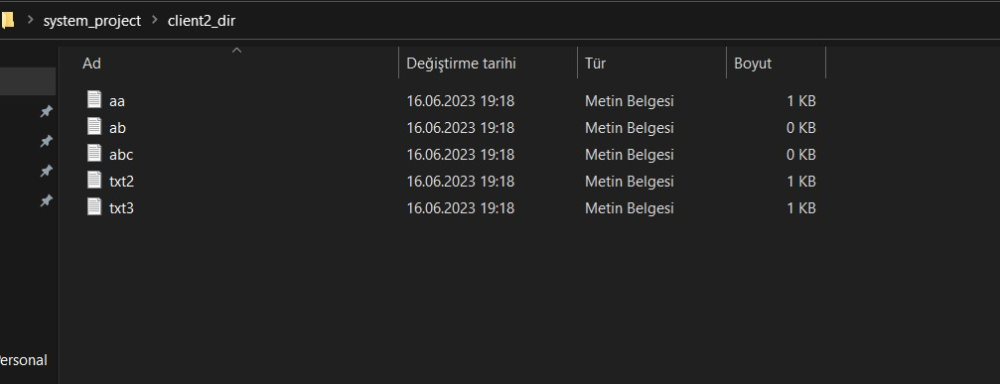 system_project > client2_dir
Ad Değiştirme tarihi Tür Boyut
aa 16.06.2023 19:18 Metin Belgesi 1 KB
ab 16.06.2023 19:18 Metin Belgesi 0 KB
abc 16.06.2023 19:18 Metin Belgesi 0 KB
txt2 16.06.2023 19:18 Metin Belgesi 1 KB
txt3 16.06.2023 19:18 Metin Belgesi 1 KB
ersonal